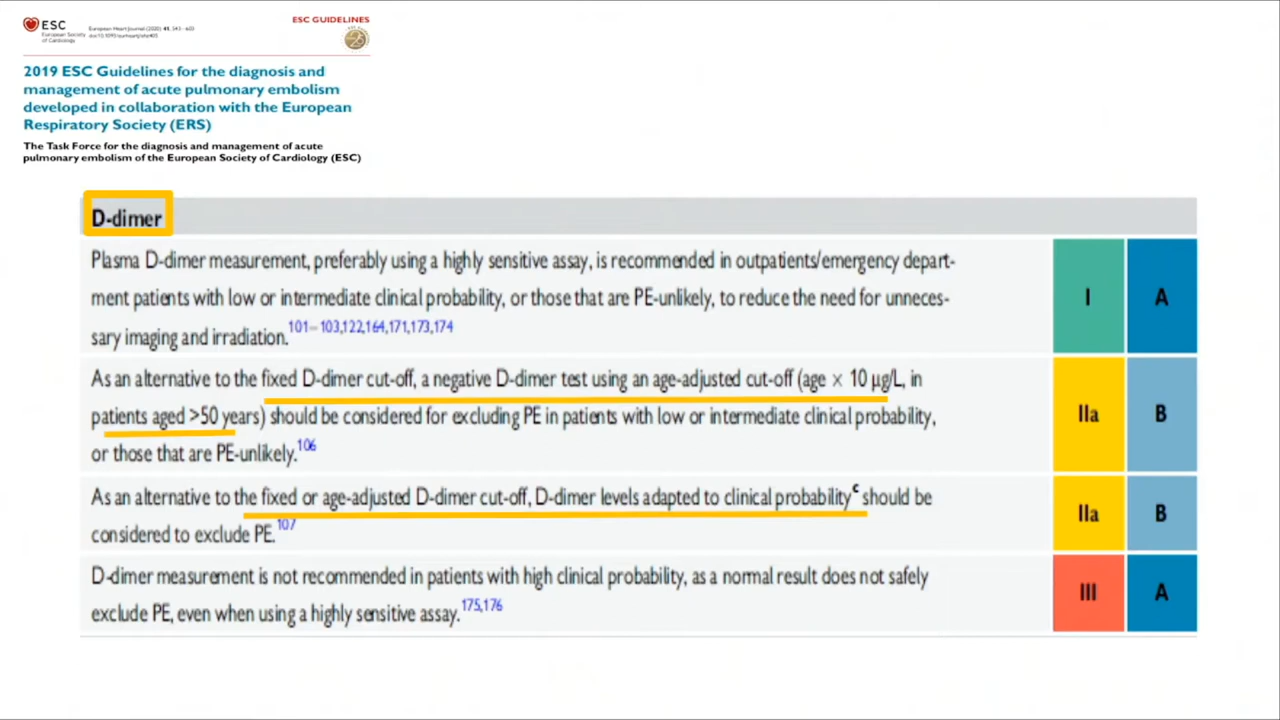 ESC
European Society
of Cardiology
European Heart Journal (2020) 41, 543-603
ESC GUIDELINES
2019 ESC Guidelines for the diagnosis and
management of acute pulmonary embolism
developed in collaboration with the European
Respiratory Society (ERS)
The Task Force for the diagnosis and management of acute
pulmonary embolism of the European Society of Cardiology (ESC)
D-dimer
Plasma D-dimer measurement, preferably using a highly sensitive assay, is recommended in outpatients/emergency depart-
ment patients with low or intermediate clinical probability, or those that are PE-unlikely, to reduce the need for unneces-
sary imaging and irradiation.101–103,122,164,171,173,174
I A
As an alternative to the fixed D-dimer cut-off, a negative D-dimer test using an age-adjusted cut-off (age × 10 µg/L, in
patients aged >50 years) should be considered for excluding PE in patients with low or intermediate clinical probability,
or those that are PE-unlikely.106
IIa B
As an alternative to the fixed or age-adjusted D-dimer cut-off, D-dimer levels adapted to clinical probabilityc should be
considered to exclude PE.107
IIa B
D-dimer measurement is not recommended in patients with high clinical probability, as a normal result does not safely
exclude PE, even when using a highly sensitive assay.175,176
III A